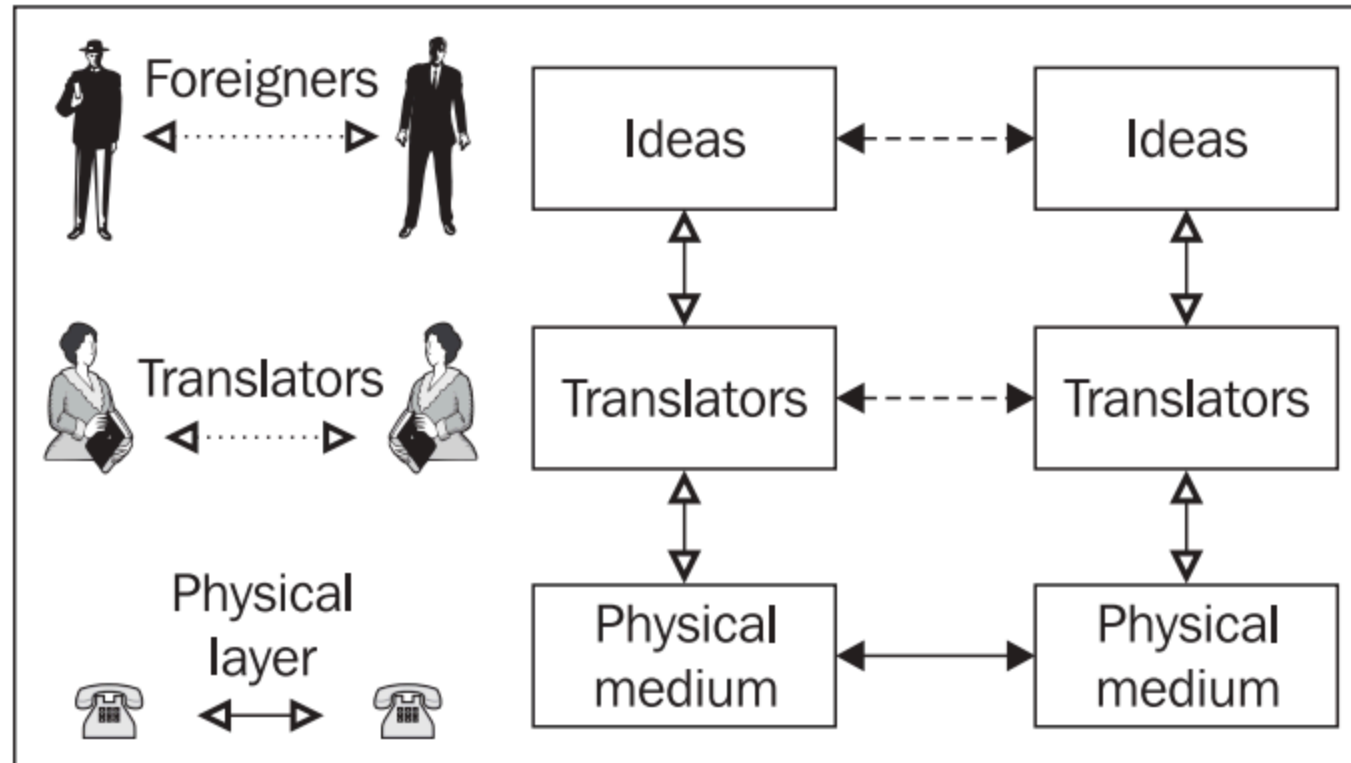 Foreigners
Ideas
Ideas
Translators
Translators
Translators
Physical
layer
Physical
medium
Physical
medium